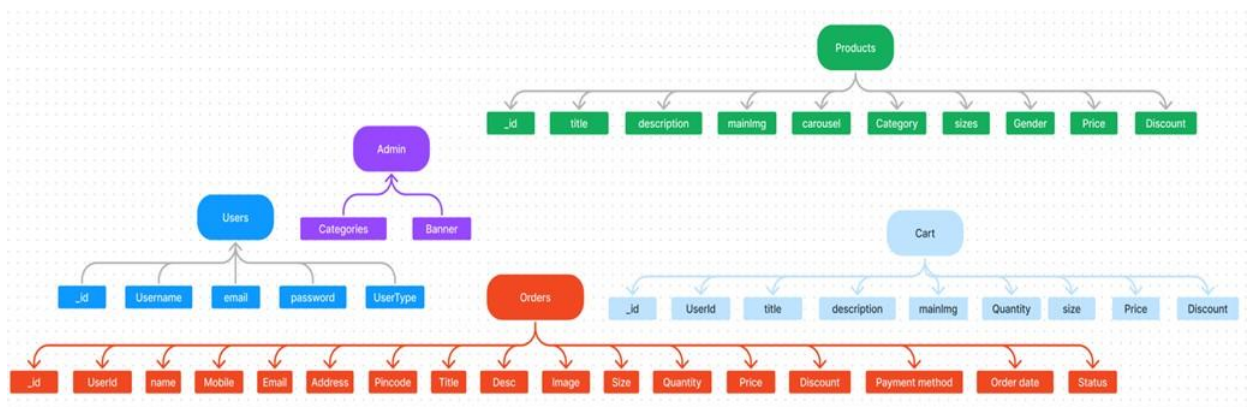 Products
_id title description mainImg carousel Category sizes Gender Price Discount
Admin
Categories Banner
Users
_id Username email password UserType
Cart
_id UserId title description mainImg Quantity size Price Discount
Orders
_id UserId name Mobile Email Address Pincode Title Desc Image Size Quantity Price Discount Payment method Order date Status